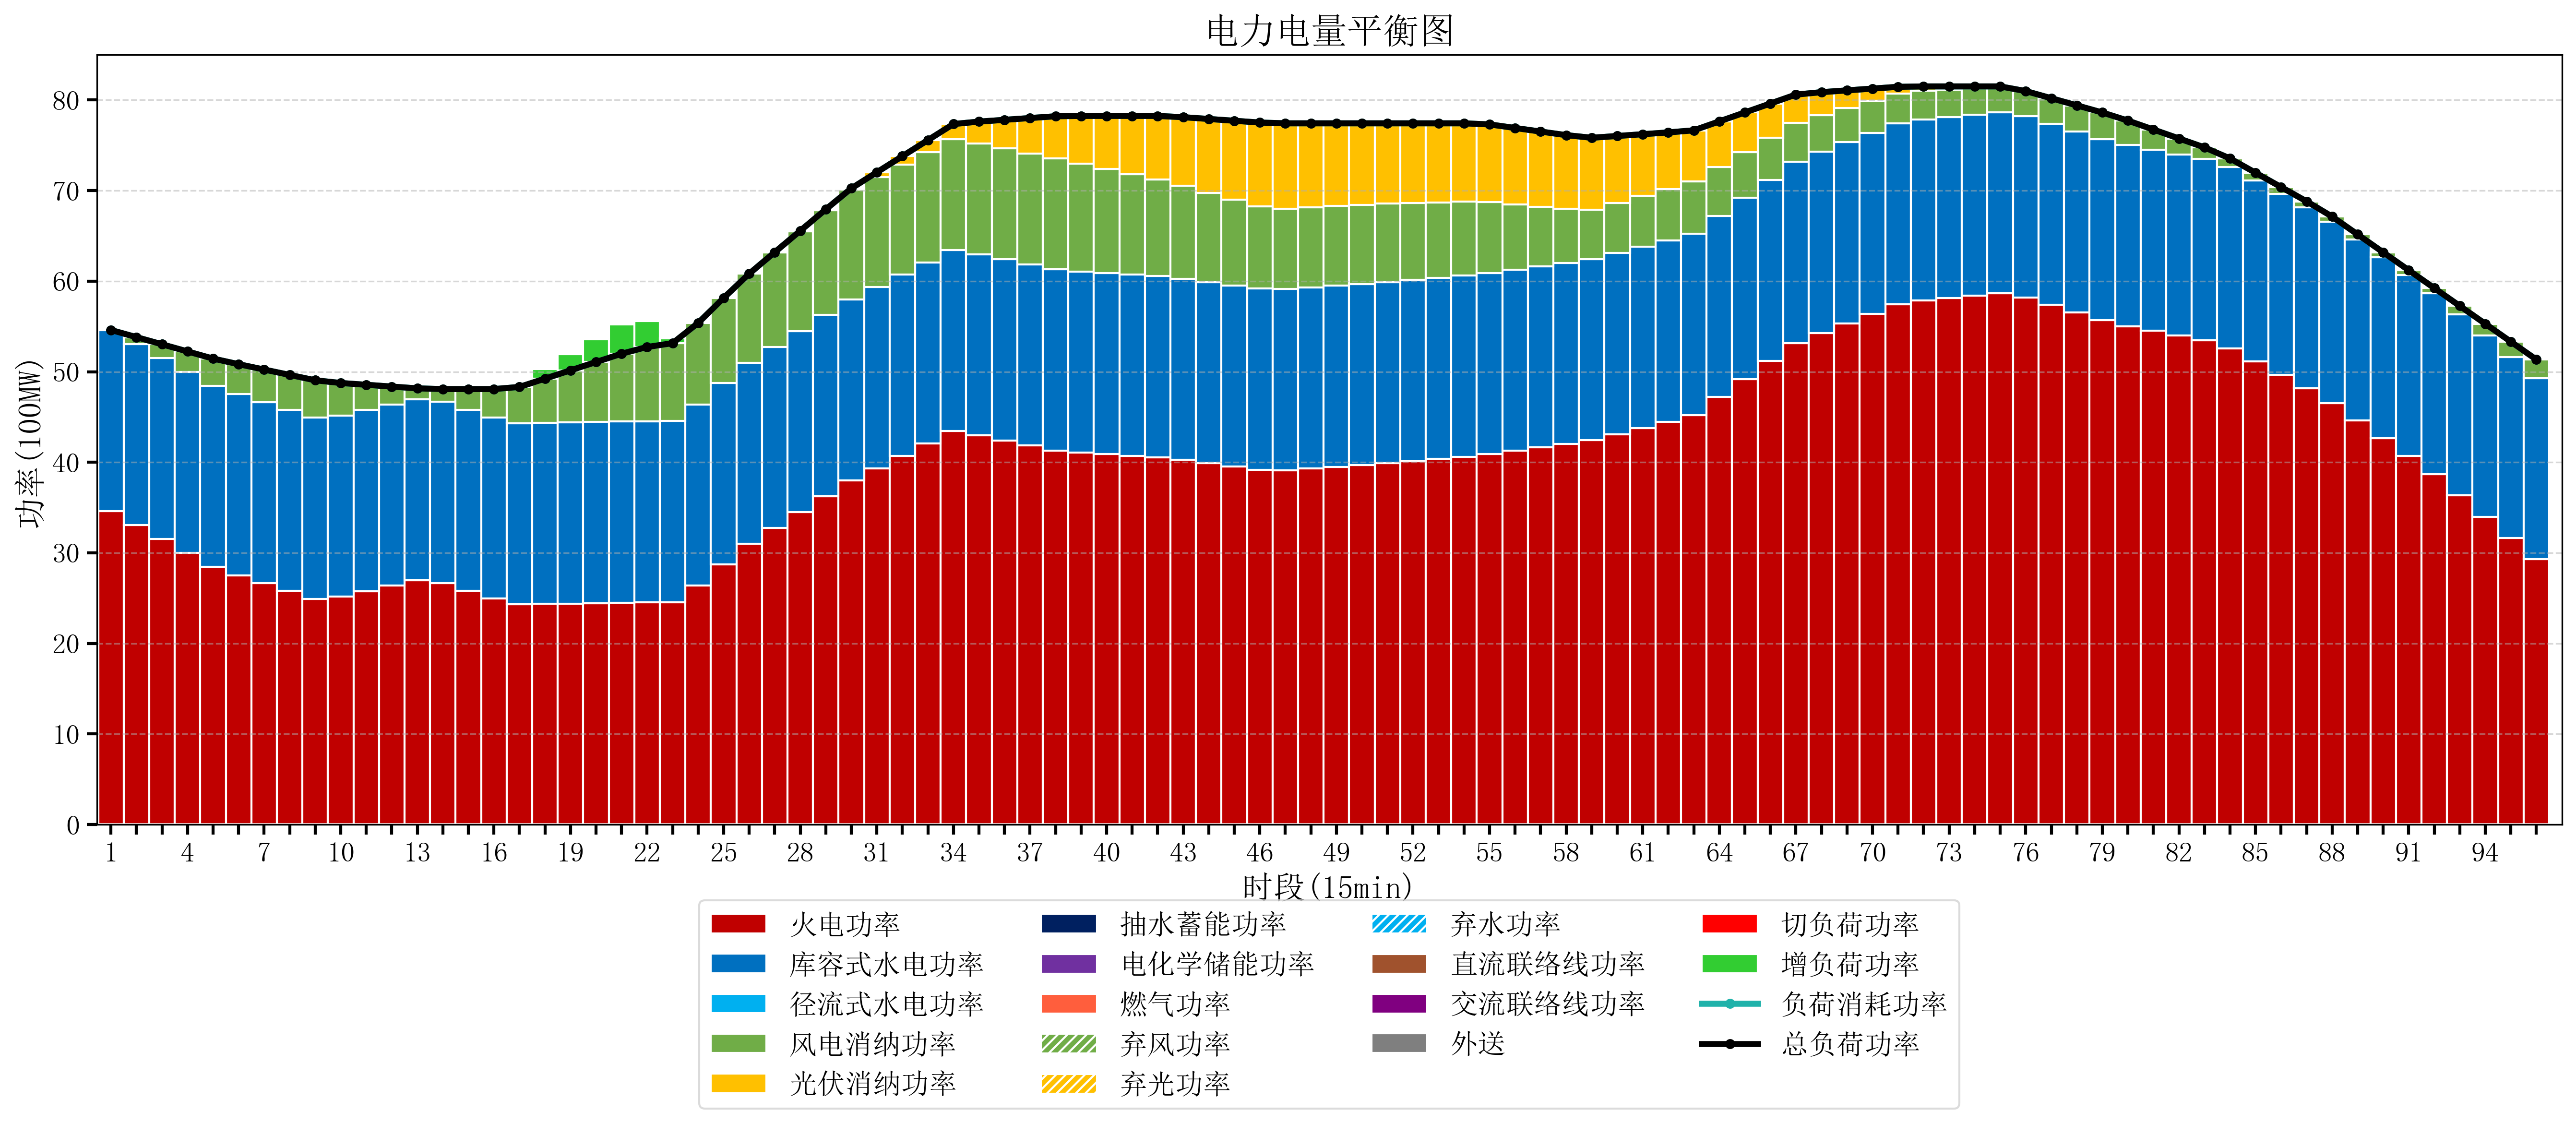 电力电量平衡图
功率(100MW)
80
70
60
50
40
30
20
10
0
1 4 7 10 13 16 19 22 25 28 31 34 37 40 43 46 49 52 55 58 61 64 67 70 73 76 79 82 85 88 91 94
时段(15min)
火电功率 抽水蓄能功率 弃水功率 切负荷功率
库容式水电功率 电化学储能功率 直流联络线功率 增负荷功率
径流式水电功率 燃气功率 交流联络线功率 负荷消耗功率
风电消纳功率 弃风功率 外送 总负荷功率
光伏消纳功率 弃光功率